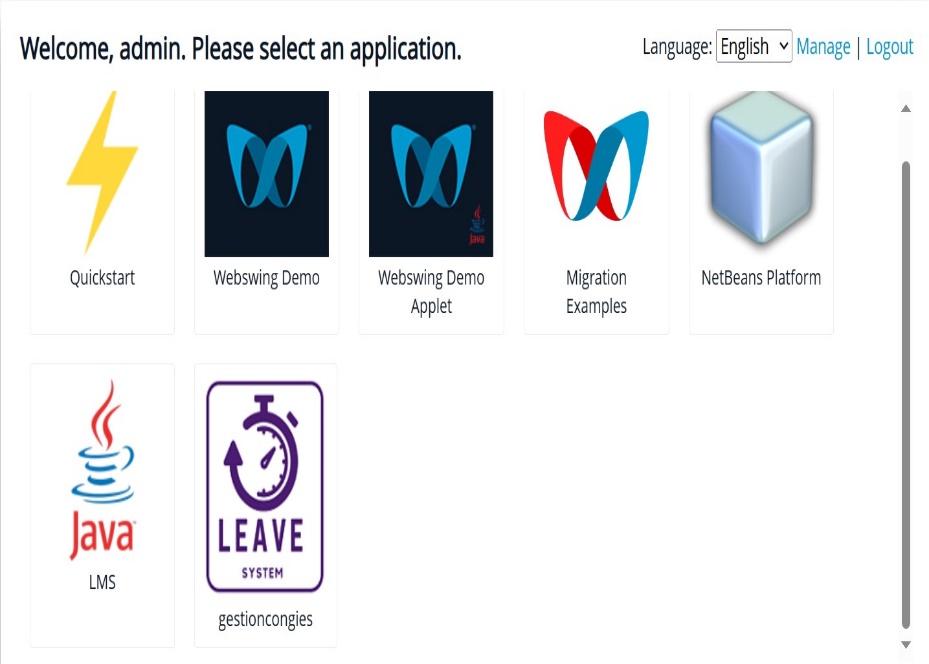 Welcome, admin. Please select an application.
Language: English Manage | Logout
Java
Quickstart
Webswing Demo
Webswing Demo
Applet
Migration
Examples
NetBeans Platform
Java
LMS
LEAVE
SYSTEM
gestioncongies